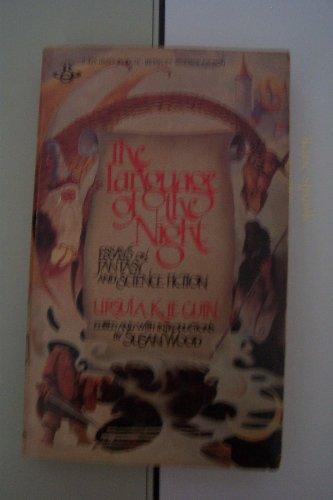 the
Language
of the
Night
ESSAYS ON
FANTASY
AND SCIENCE FICTION
URSULA K. LE GUIN
EDITED AND WITH INTRODUCTIONS
BY SUSAN WOOD